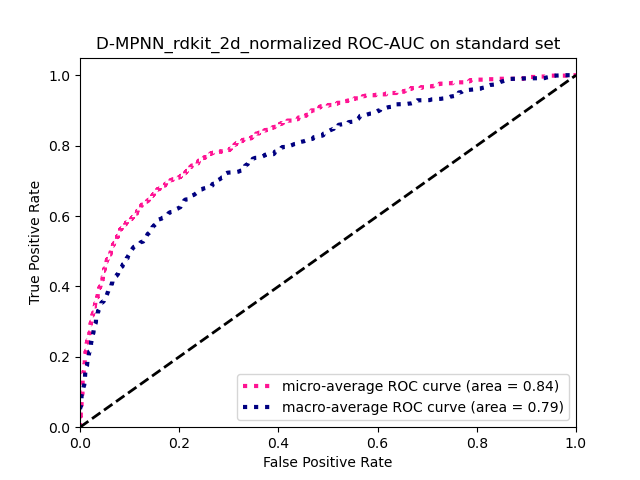 D-MPNN_rdkit_2d_normalized ROC-AUC on standard set
True Positive Rate
1.0
0.8
0.6
0.4
0.2
0.0
micro-average ROC curve (area = 0.84)
macro-average ROC curve (area = 0.79)
0.0 0.2 0.4 0.6 0.8 1.0
False Positive Rate